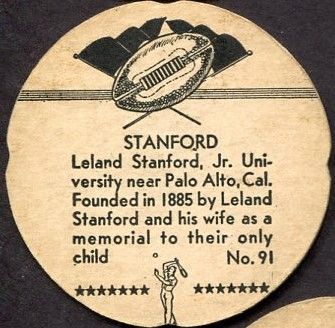 STANFORD
Leland Stanford, Jr. Uni-
versity near Palo Alto, Cal.
Founded in 1885 by Leland
Stanford and his wife as a
memorial to their only
child No. 91